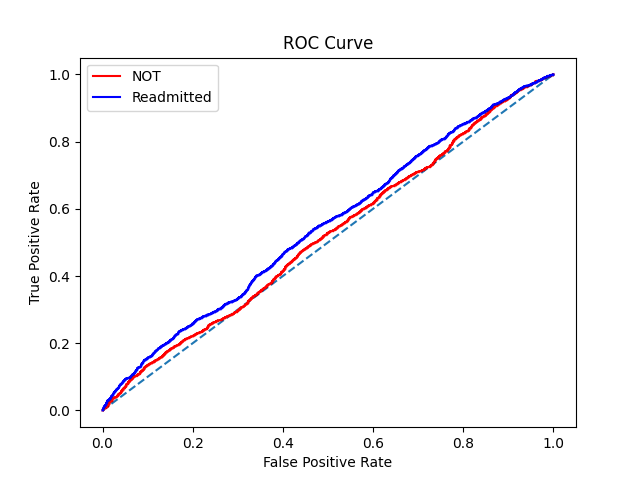 ROC Curve
NOT
Readmitted
True Positive Rate
1.0
0.8
0.6
0.4
0.2
0.0
0.0 0.2 0.4 0.6 0.8 1.0
False Positive Rate